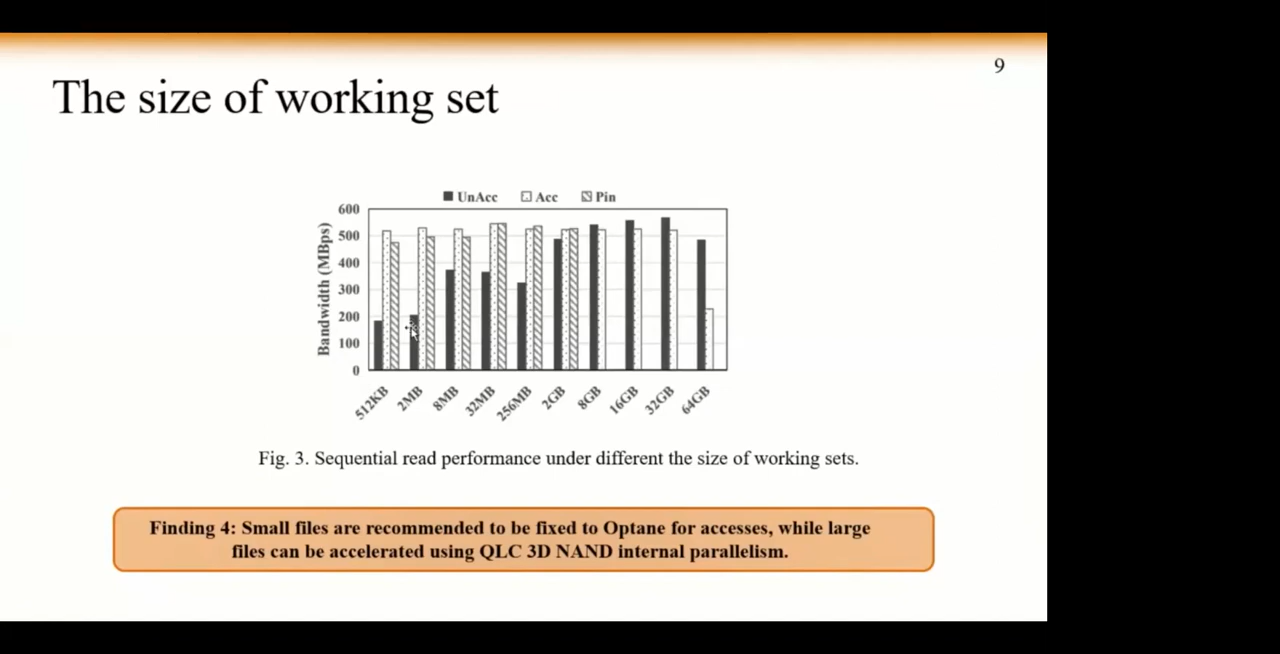 9
The size of working set
UnAcc Acc Pin
600
500
400
300
200
100
0
Bandwidth (MBps)
512KB 2MB 8MB 32MB 256MB 2GB 8GB 16GB 32GB 64GB
Fig. 3. Sequential read performance under different the size of working sets.
Finding 4: Small files are recommended to be fixed to Optane for accesses, while large
files can be accelerated using QLC 3D NAND internal parallelism.